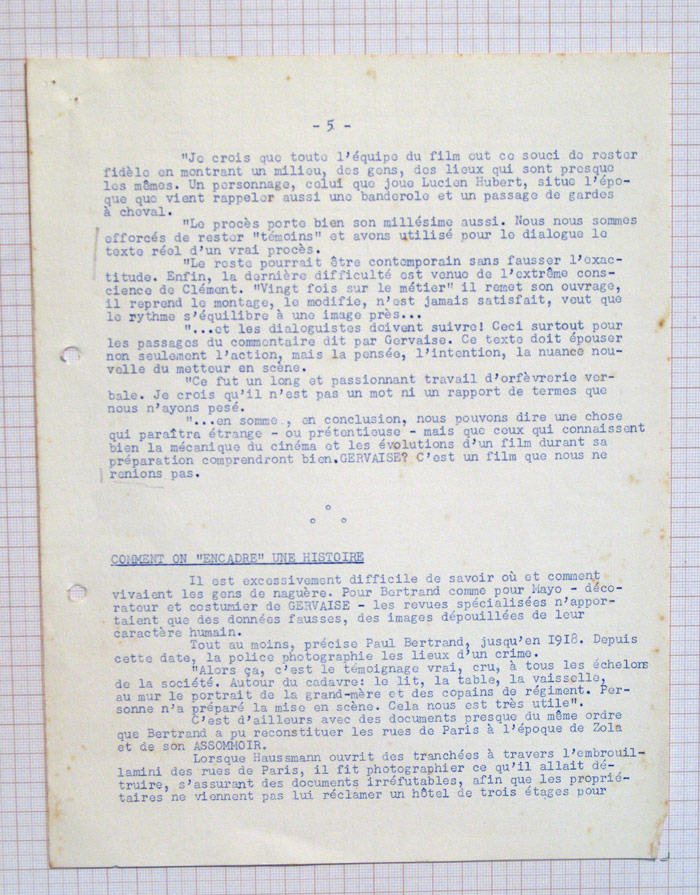 - 5 -
"Je crois que toute l'équipe du film eut ce souci de rester
fidèle en montrant un milieu, des gens, des lieux qui sont presque
les mêmes. Un personnage, celui que joue Lucien Hubert, situe l'épo-
que que vient rappeler aussi une banderole et un passage de gardes
à cheval.
"Le procès porte bien son millésime aussi. Nous nous sommes
efforcés de rester "témoins" et avons utilisé pour le dialogue le
texte réel d'un vrai procès.
"Le reste pourrait être contemporain sans fausser l'exac-
titude. Enfin, la dernière difficulté est venue de l'extrême cons-
cience de Clément. "Vingt fois sur le métier" il remet son ouvrage,
il reprend le montage, le modifie, n'est jamais satisfait, veut que
le rythme s'équilibre à une image près...
"...et les dialoguistes doivent suivre! Ceci surtout pour
les passages du commentaire dit par Gervaise. Ce texte doit épouser
non seulement l'action, mais la pensée, l'intention, la nuance nou-
velle du metteur en scène.
"Ce fut un long et passionnant travail d'orfèvrerie ver-
bale. Je crois qu'il n'est pas un mot ni un rapport de termes que
nous n'ayons pesé.
"...en somme., en conclusion, nous pouvons dire une chose
qui paraîtra étrange - ou prétentieuse - mais que ceux qui connaissent
bien la mécanique du cinéma et les évolutions d'un film durant sa
préparation comprendront bien.GERVAISE? C'est un film que nous ne
renions pas.
COMMENT ON "ENCADRE" UNE HISTOIRE
Il est excessivement difficile de savoir où et comment
vivaient les gens de naguère. Pour Bertrand comme pour Mayo - déco-
rateur et costumier de GERVAISE - les revues spécialisées n'appor-
taient que des données fausses, des images dépouillées de leur
caractère humain.
Tout au moins, précise Paul Bertrand, jusqu'en 1918. Depuis
cette date, la police photographie les lieux d'un crime.
"Alors ça, c'est le témoignage vrai, cru, à tous les échelons
de la société. Autour du cadavre: le lit, la table, la vaisselle,
au mur le portrait de la grand-mère et des copains de régiment. Per-
sonne n'a préparé la mise en scène. Cela nous est très utile".
C'est d'ailleurs avec des documents presque du même ordre
que Bertrand a pu reconstituer les rues de Paris à l'époque de Zola
et de son ASSOMMOIR.
Lorsque Haussmann ouvrit des tranchées à travers l'embrouil-
lamini des rues de Paris, il fit photographier ce qu'il allait dé-
truire, s'assurant des documents irréfutables, afin que les proprié-
taires ne viennent pas lui réclamer un hôtel de trois étages pour